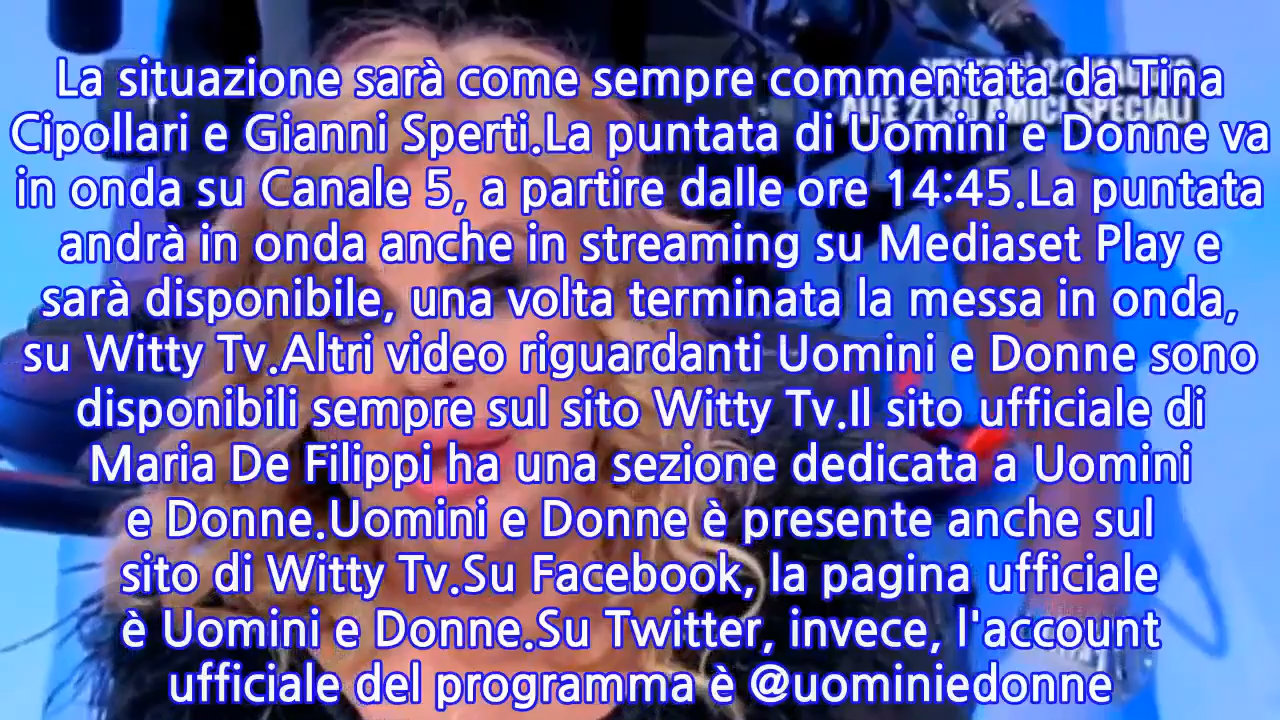 La situazione sarà come sempre commentata da Tina
Cipollari e Gianni Sperti.La puntata di Uomini e Donne va
in onda su Canale 5, a partire dalle ore 14:45.La puntata
andrà in onda anche in streaming su Mediaset Play e
sarà disponibile, una volta terminata la messa in onda,
su Witty Tv.Altri video riguardanti Uomini e Donne sono
disponibili sempre sul sito Witty Tv.Il sito ufficiale di
Maria De Filippi ha una sezione dedicata a Uomini
e Donne.Uomini e Donne è presente anche sul
sito di Witty Tv.Su Facebook, la pagina ufficiale
è Uomini e Donne.Su Twitter, invece, l'account
ufficiale del programma è @uominiedonne
ALLE 21.30 AMICI SPECIALI